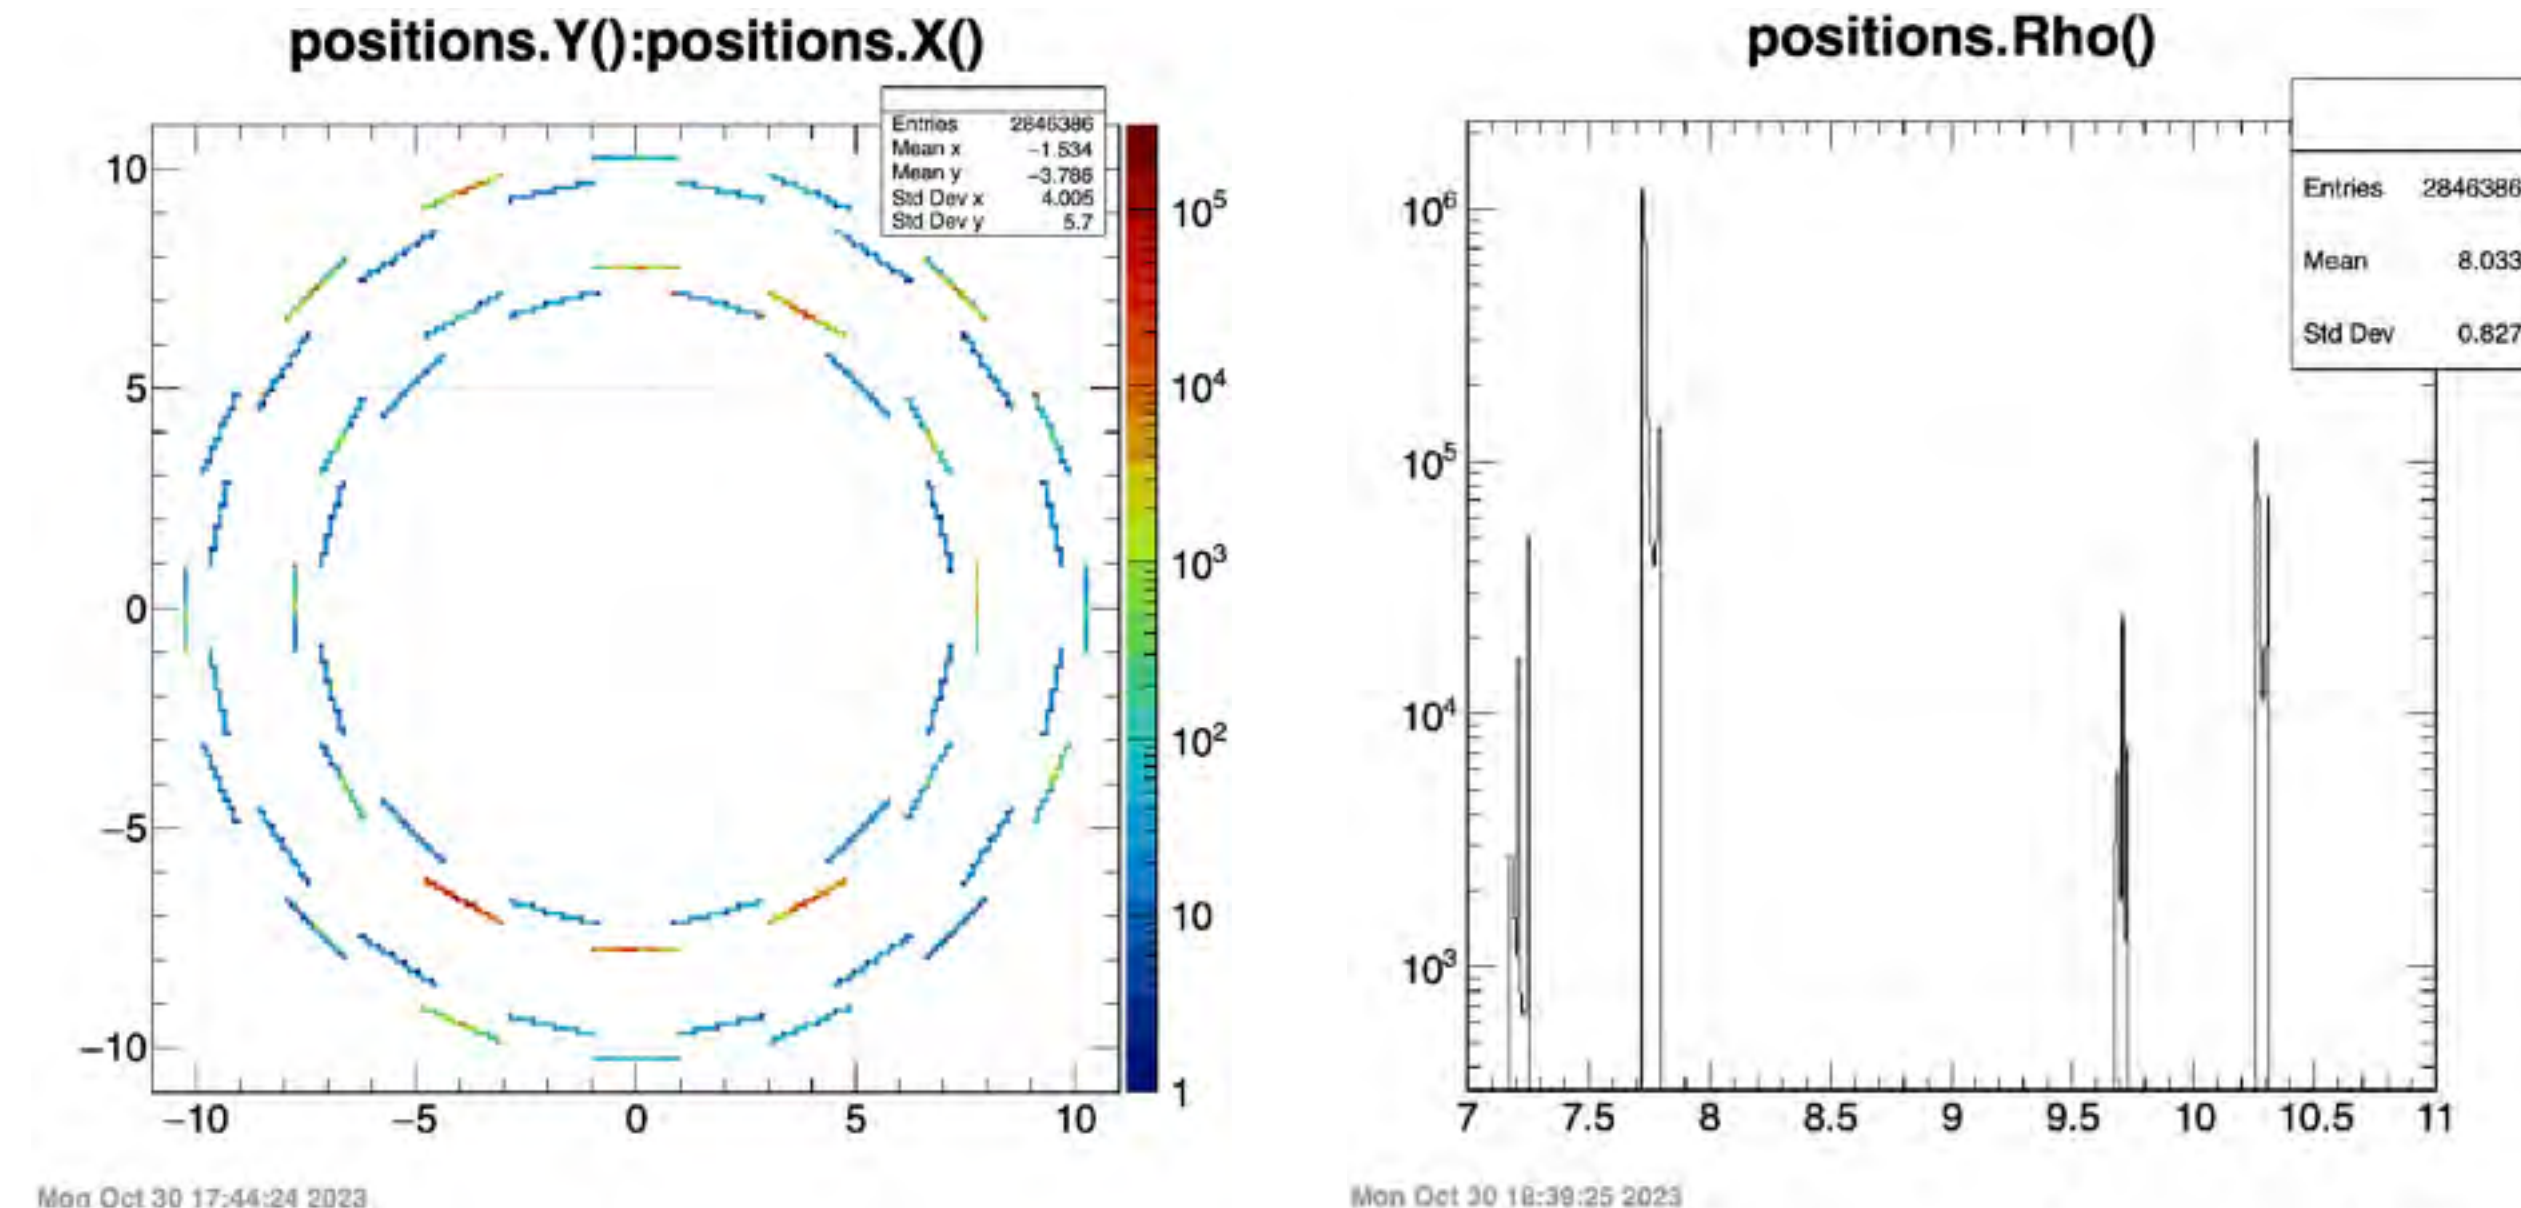 positions.Y():positions.X()
Entries 2846386
Mean x −1.534
Mean y −3.786
Std Dev x 4.005
Std Dev y 5.7
10
5
0
−5
−10
−10 −5 0 5 10
10^5
10^4
10^3
10^2
10
1
Mon Oct 30 17:44:24 2023
positions.Rho()
Entries 2846386
Mean 8.033
Std Dev 0.827
10^6
10^5
10^4
10^3
7 7.5 8 8.5 9 9.5 10 10.5 11
Mon Oct 30 18:39:25 2023